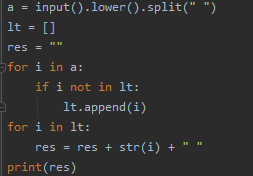 a = input().lower().split(" ")
lt = []
res = ""
for i in a:
    if i not in lt:
        lt.append(i)
for i in lt:
    res = res + str(i) + " "
print(res)